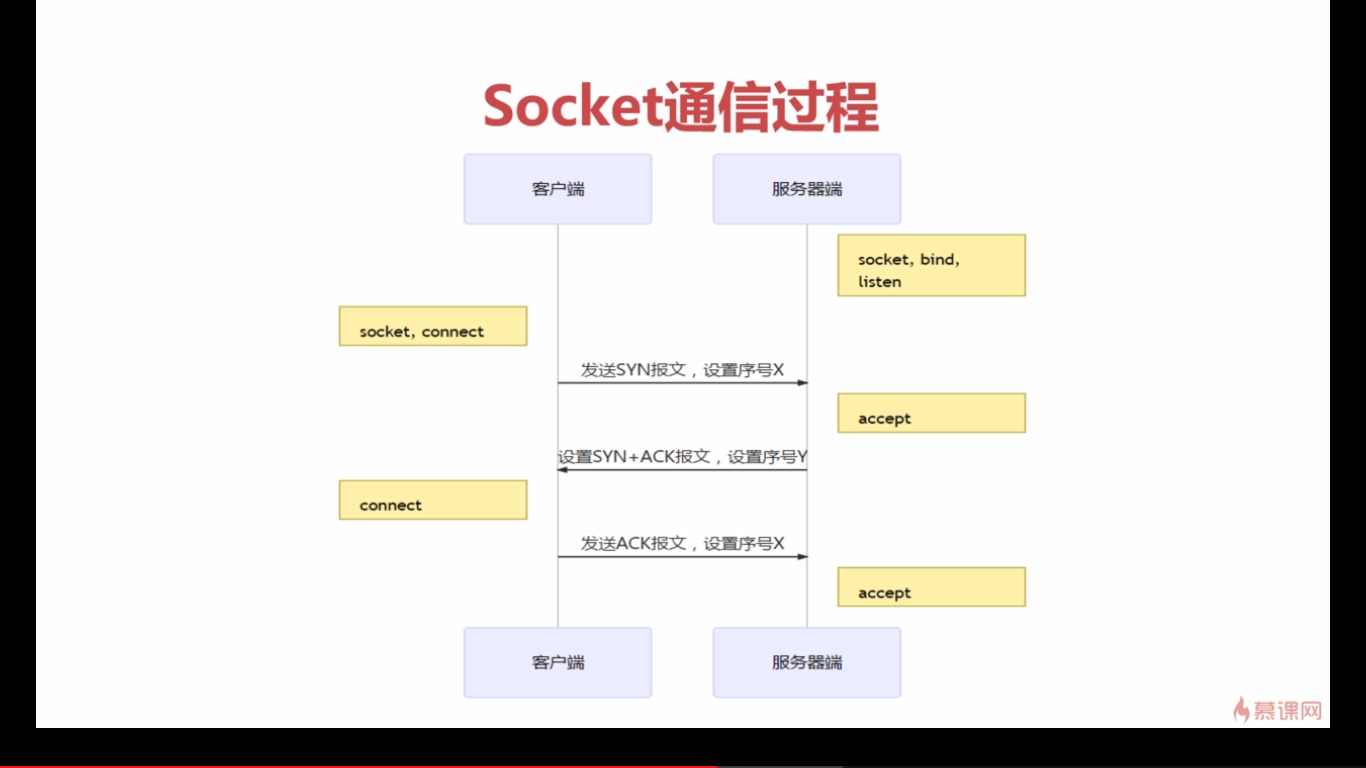 Socket通信过程
客户端
服务器端
socket, bind,
listen
socket, connect
发送SYN报文，设置序号X
accept
设置SYN+ACK报文，设置序号Y
connect
发送ACK报文，设置序号X
accept
客户端
服务器端
慕课网